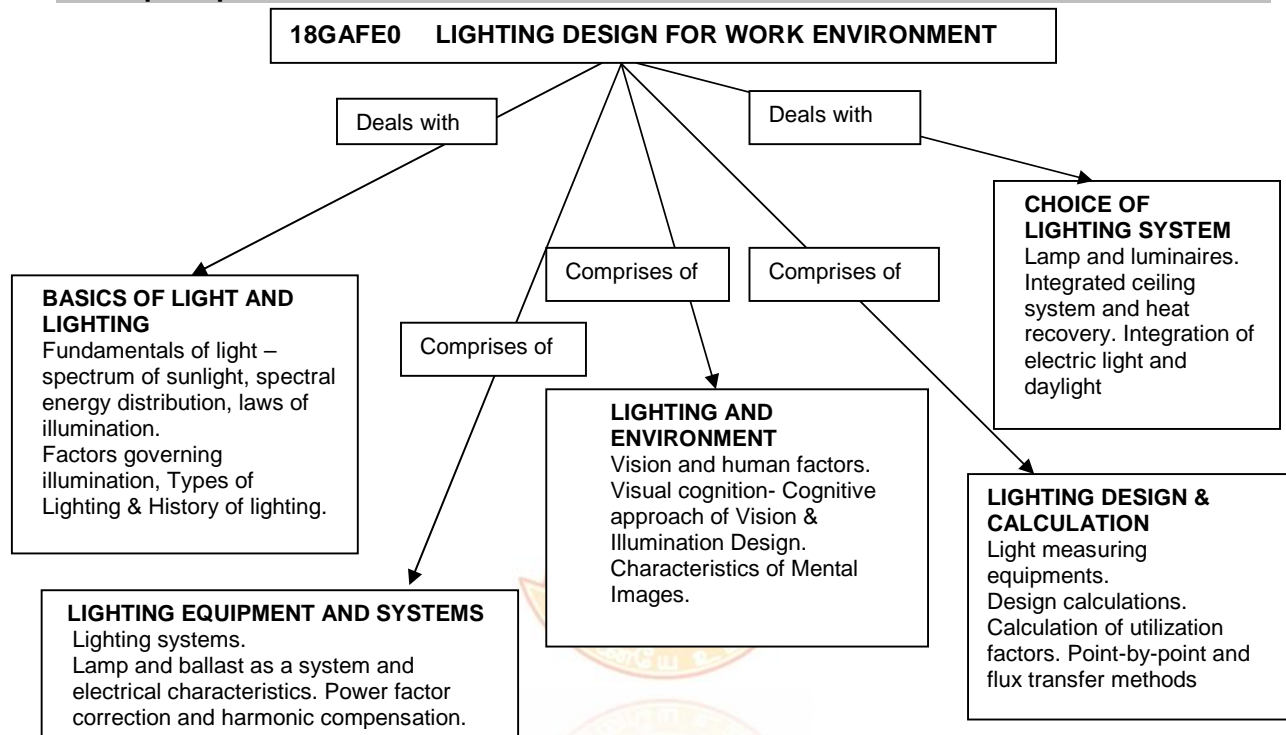 18GAFE0 LIGHTING DESIGN FOR WORK ENVIRONMENT
Deals with
Deals with
CHOICE OF
LIGHTING SYSTEM
Lamp and luminaires.
Integrated ceiling
system and heat
recovery. Integration of
electric light and
daylight
Comprises of
Comprises of
Comprises of
BASICS OF LIGHT AND
LIGHTING
Fundamentals of light –
spectrum of sunlight, spectral
energy distribution, laws of
illumination.
Factors governing
illumination, Types of
Lighting & History of lighting.
LIGHTING AND
ENVIRONMENT
Vision and human factors.
Visual cognition- Cognitive
approach of Vision &
Illumination Design.
Characteristics of Mental
Images.
LIGHTING DESIGN &
CALCULATION
Light measuring
equipments.
Design calculations.
Calculation of utilization
factors. Point-by-point and
flux transfer methods
LIGHTING EQUIPMENT AND SYSTEMS
Lighting systems.
Lamp and ballast as a system and
electrical characteristics. Power factor
correction and harmonic compensation.